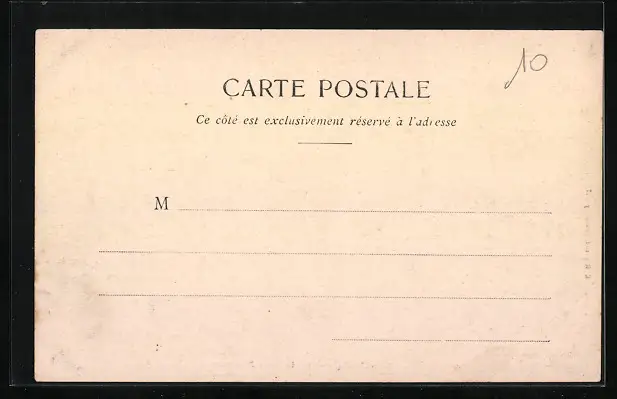 10
CARTE POSTALE
Ce côté est exclusivement réservé à l'adresse
M